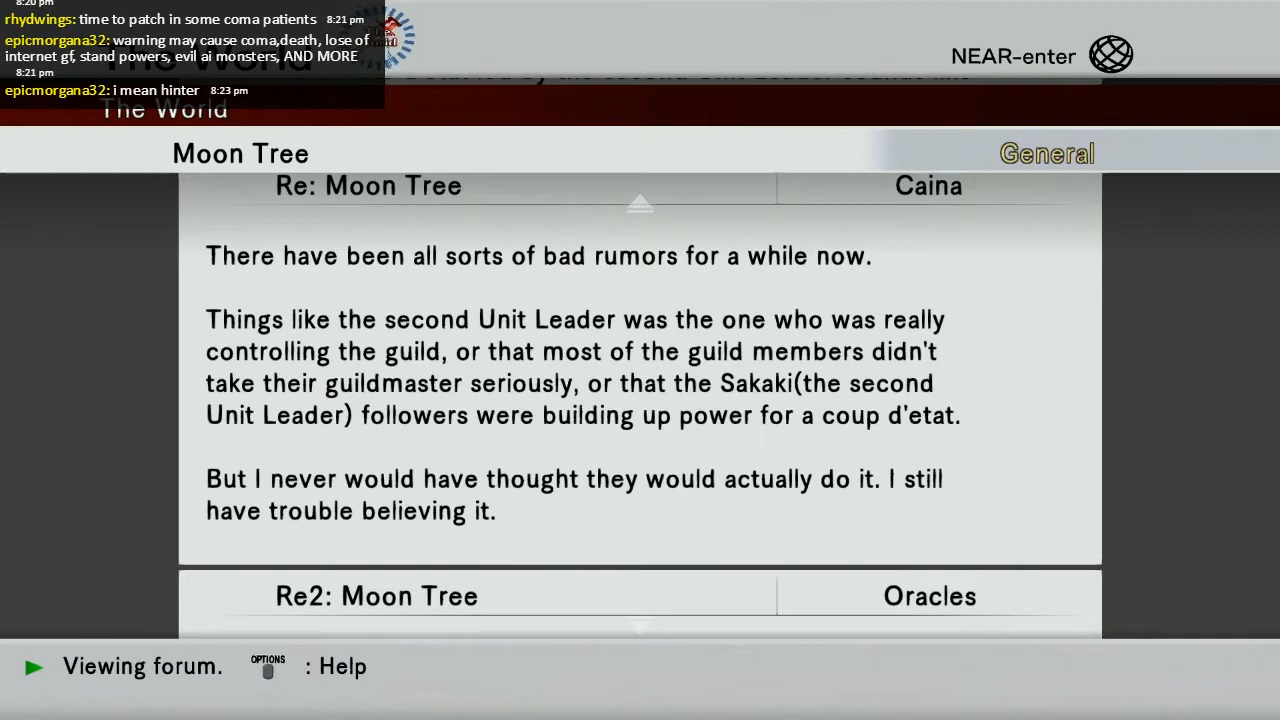 8:20 pm
rhydwings: time to patch in some coma patients 8:21 pm
epicmorgana32: warning may cause coma,death, lose of
internet gf, stand powers, evil ai monsters, AND MORE
8:21 pm
epicmorgana32: i mean hinter 8:23 pm
The World
NEAR-enter
The World
Moon Tree
General
Re: Moon Tree
Caina
There have been all sorts of bad rumors for a while now.
Things like the second Unit Leader was the one who was really
controlling the guild, or that most of the guild members didn't
take their guildmaster seriously, or that the Sakaki(the second
Unit Leader) followers were building up power for a coup d'etat.
But I never would have thought they would actually do it. I still
have trouble believing it.
Re2: Moon Tree
Oracles
Viewing forum.
OPTIONS
: Help